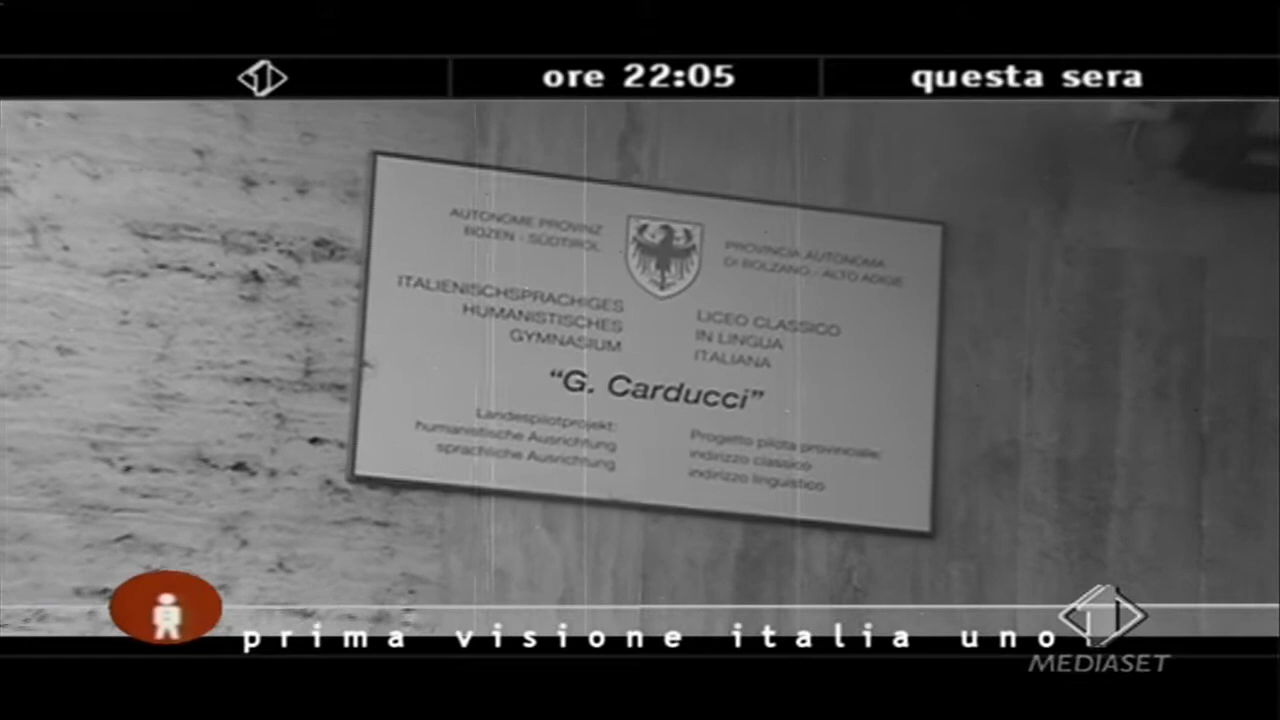 1
ore 22:05
questa sera
AUTONOME PROVINZ
BOZEN - SÜDTIROL
PROVINCIA AUTONOMA
DI BOLZANO - ALTO ADIGE
ITALIENISCHSPRACHIGES
HUMANISTISCHES
GYMNASIUM
LICEO CLASSICO
IN LINGUA
ITALIANA
“G. Carducci”
Landespilotprojekt:
humanistische Ausrichtung
sprachliche Ausrichtung
Progetto pilota provinciale:
indirizzo classico
indirizzo linguistico
prima visione italia uno
1
MEDIASET